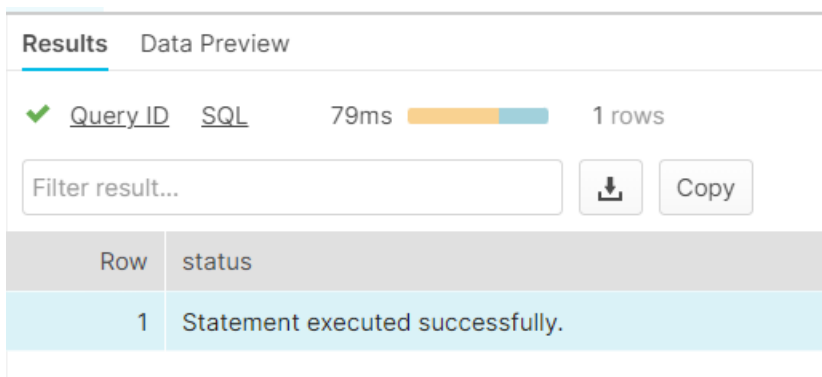 Results Data Preview
Query ID SQL 79ms 1 rows
Filter result... Copy
Row status
1 Statement executed successfully.